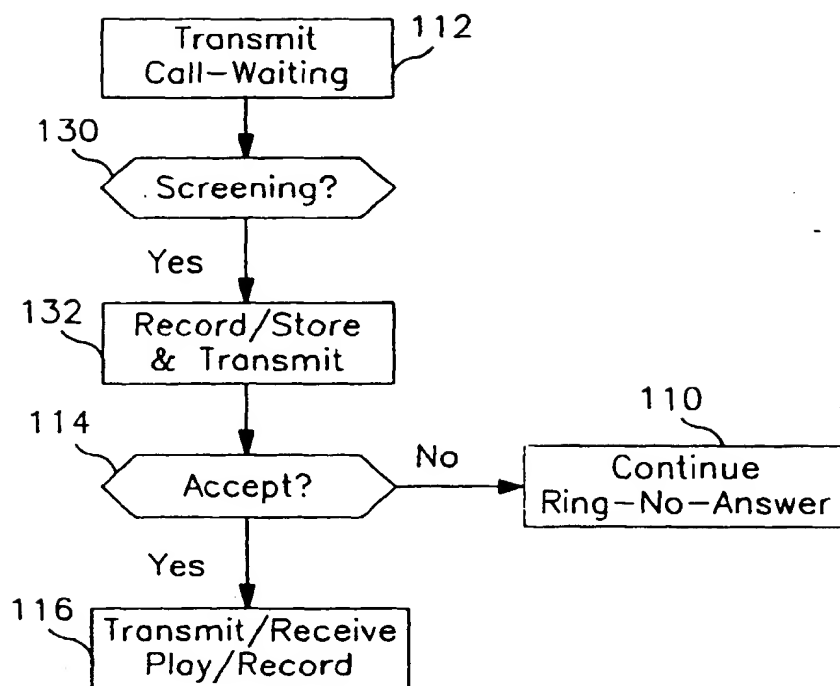 Transmit
Call-Waiting
112
130
Screening?
Yes
132
Record/Store
& Transmit
114
Accept?
No
110
Continue
Ring-No-Answer
Yes
116
Transmit/Receive
Play/Record